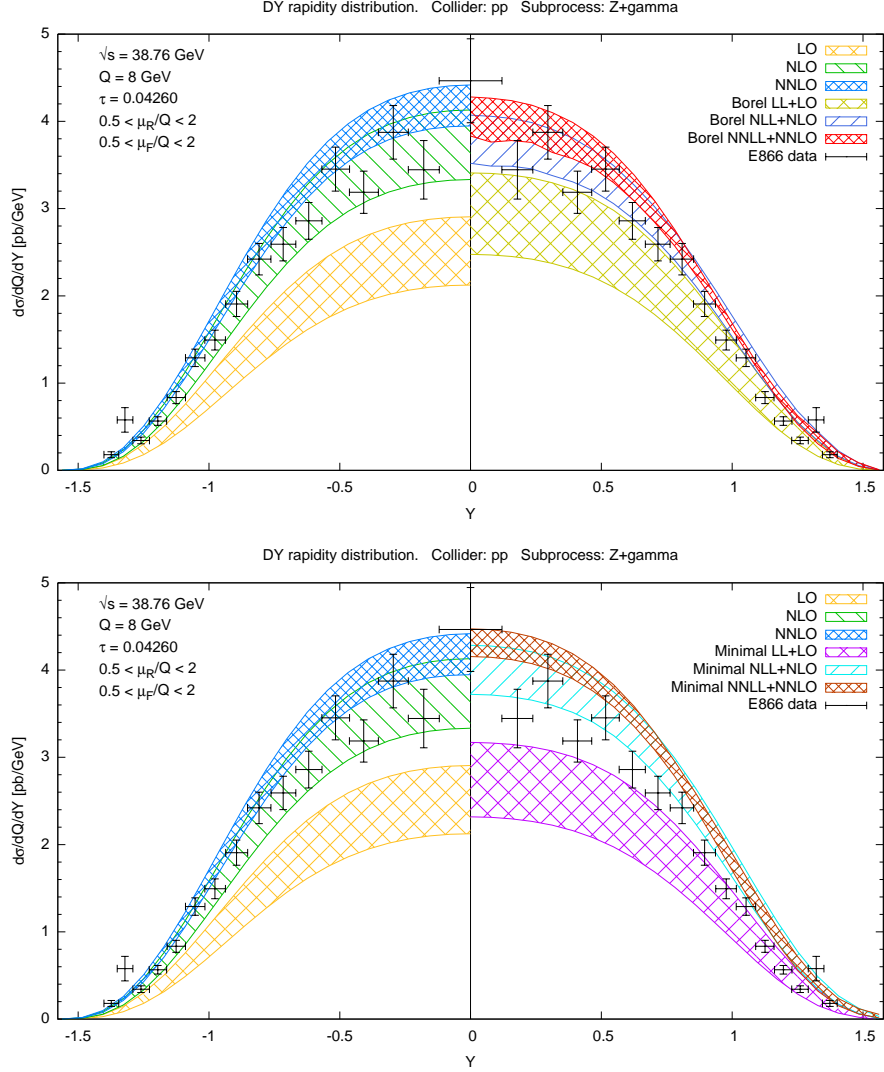 DY rapidity distribution.   Collider: pp   Subprocess: Z+gamma
√s = 38.76 GeV
Q = 8 GeV
τ = 0.04260
0.5 < μ_R/Q < 2
0.5 < μ_F/Q < 2
LO
NLO
NNLO
Borel LL+LO
Borel NLL+NLO
Borel NNLL+NNLO
E866 data
dσ/dQ/dY [pb/GeV]
5
4
3
2
1
0
-1.5 -1 -0.5 0 0.5 1 1.5
Y
DY rapidity distribution.   Collider: pp   Subprocess: Z+gamma
√s = 38.76 GeV
Q = 8 GeV
τ = 0.04260
0.5 < μ_R/Q < 2
0.5 < μ_F/Q < 2
LO
NLO
NNLO
Minimal LL+LO
Minimal NLL+NLO
Minimal NNLL+NNLO
E866 data
dσ/dQ/dY [pb/GeV]
5
4
3
2
1
0
-1.5 -1 -0.5 0 0.5 1 1.5
Y